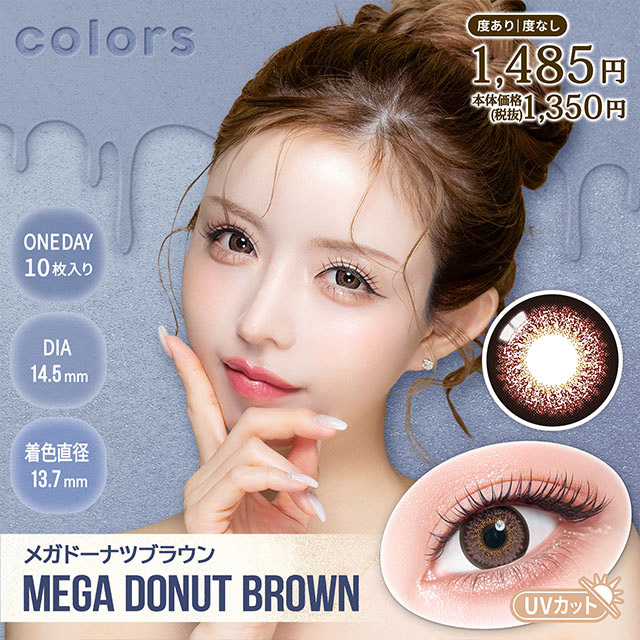 colors
度あり|度なし
1,485円
本体価格(税抜)1,350円
ONEDAY
10枚入り
DIA
14.5mm
着色直径
13.7mm
メガドーナツブラウン
MEGA DONUT BROWN
UVカット